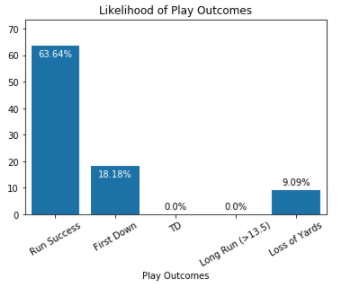 Likelihood of Play Outcomes
70
60
50
40
30
20
10
0
63.64%
18.18%
0.0%
0.0%
9.09%
Run Success
First Down
TD
Long Run (>13.5)
Loss of Yards
Play Outcomes